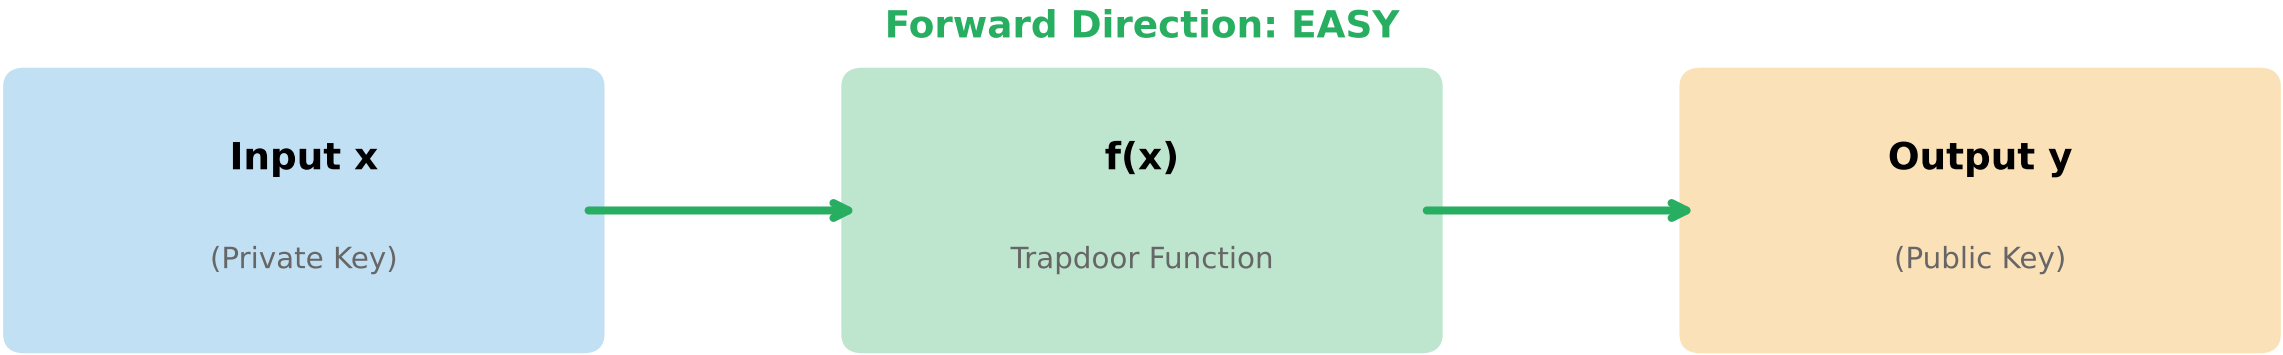 Forward Direction: EASY
Input x
(Private Key)
f(x)
Trapdoor Function
Output y
(Public Key)